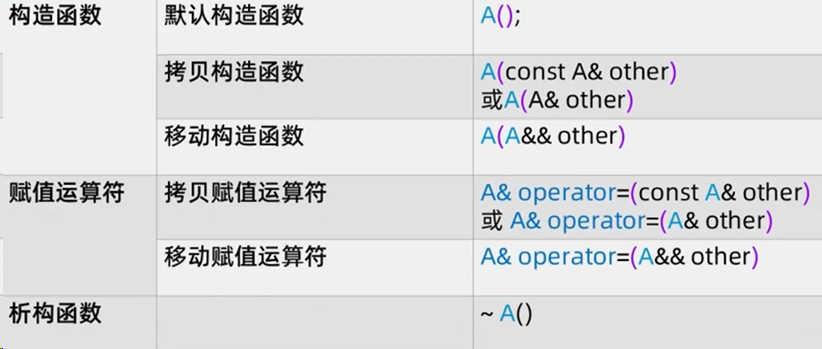 构造函数 默认构造函数 A();
拷贝构造函数 A(const A& other)
或A(A& other)
移动构造函数 A(A&& other)
赋值运算符 拷贝赋值运算符 A& operator=(const A& other)
或 A& operator=(A& other)
移动赋值运算符 A& operator=(A&& other)
析构函数 ~ A()